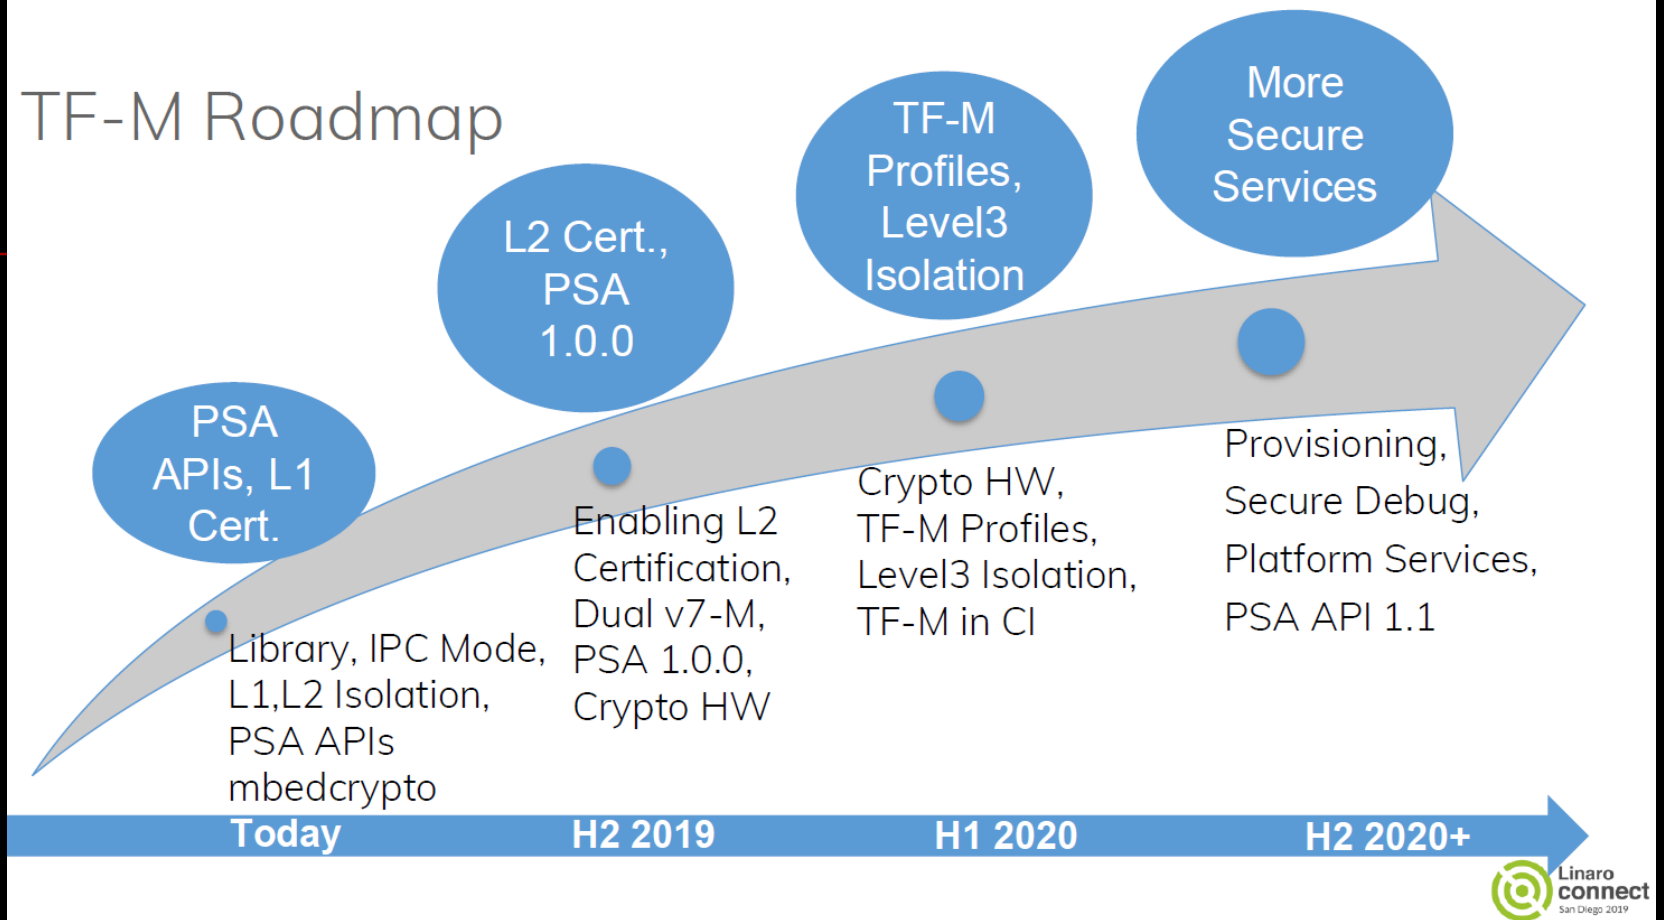 TF-M Roadmap
PSA
APIs, L1
Cert.
L2 Cert.,
PSA
1.0.0
TF-M
Profiles,
Level3
Isolation
More
Secure
Services
Library, IPC Mode,
L1,L2 Isolation,
PSA APIs
mbedcrypto
Enabling L2
Certification,
Dual v7-M,
PSA 1.0.0,
Crypto HW
Crypto HW,
TF-M Profiles,
Level3 Isolation,
TF-M in CI
Provisioning,
Secure Debug,
Platform Services,
PSA API 1.1
Today
H2 2019
H1 2020
H2 2020+
Linaro
connect
San Diego 2019